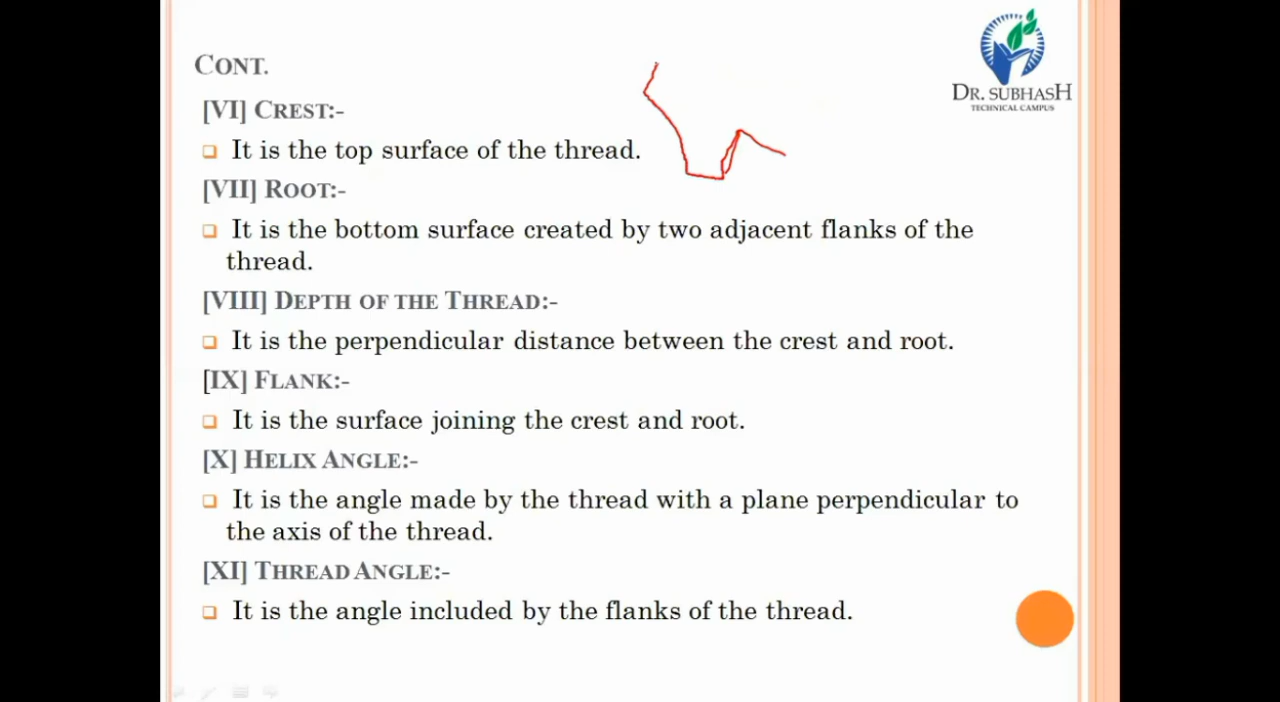 CONT.
DR. SUBHASH
TECHNICAL CAMPUS
[VI] CREST:-
It is the top surface of the thread.
[VII] ROOT:-
It is the bottom surface created by two adjacent flanks of the
thread.
[VIII] DEPTH OF THE THREAD:-
It is the perpendicular distance between the crest and root.
[IX] FLANK:-
It is the surface joining the crest and root.
[X] HELIX ANGLE:-
It is the angle made by the thread with a plane perpendicular to
the axis of the thread.
[XI] THREAD ANGLE:-
It is the angle included by the flanks of the thread.